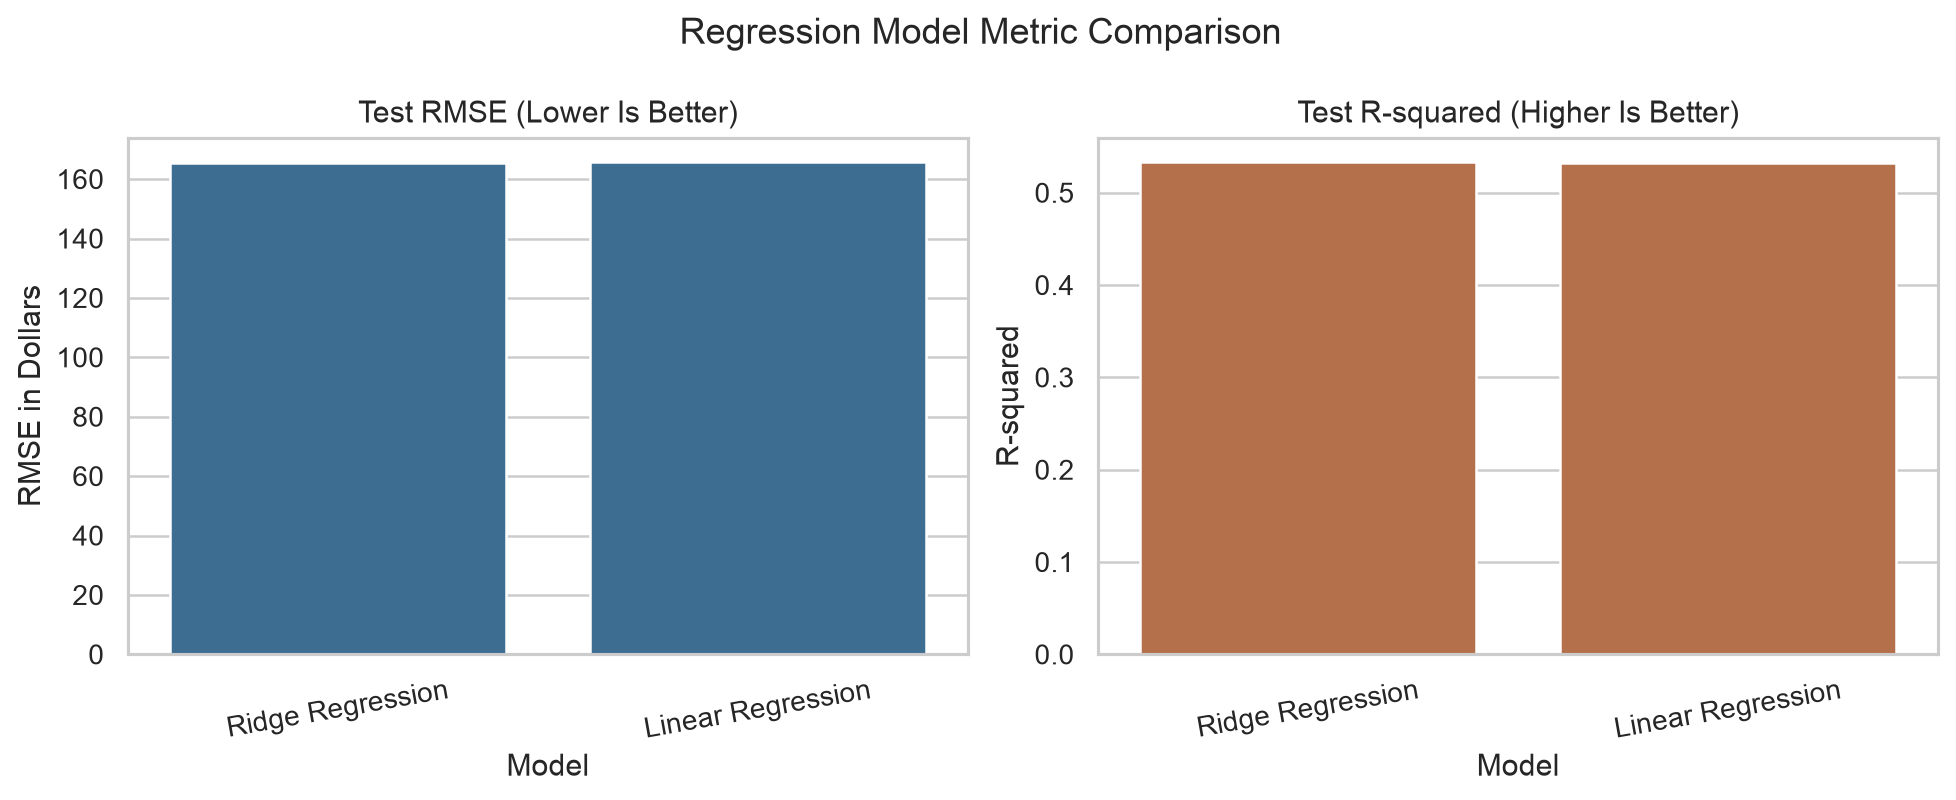 Regression Model Metric Comparison
Test RMSE (Lower Is Better)
RMSE in Dollars
160
140
120
100
80
60
40
20
0
Ridge Regression
Linear Regression
Model
Test R-squared (Higher Is Better)
R-squared
0.5
0.4
0.3
0.2
0.1
0.0
Ridge Regression
Linear Regression
Model